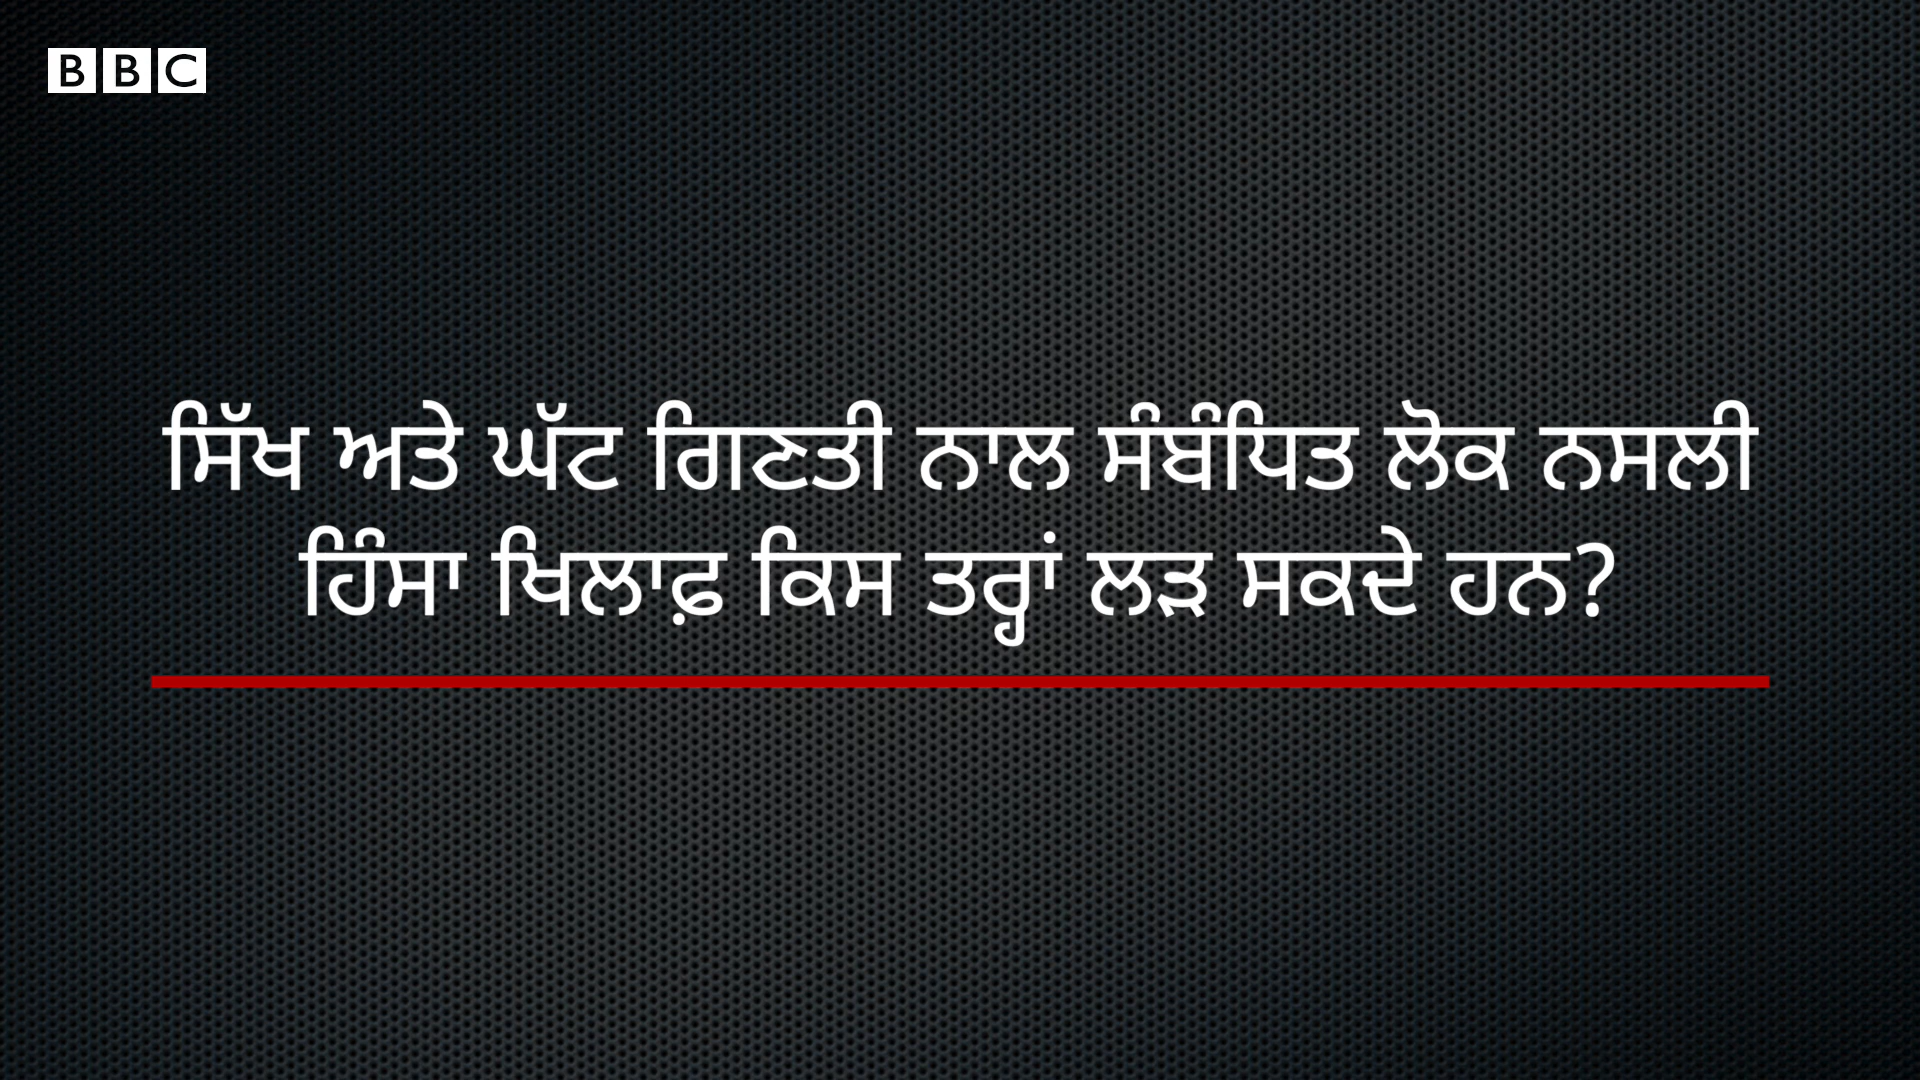 BBC
ਸਿੱਖ ਅਤੇ ਘੱਟ ਗਿਣਤੀ ਨਾਲ ਸੰਬੰਧਿਤ ਲੋਕ ਨਸਲੀ
ਹਿੰਸਾ ਖਿਲਾਫ਼ ਕਿਸ ਤਰ੍ਹਾਂ ਲੜ ਸਕਦੇ ਹਨ?